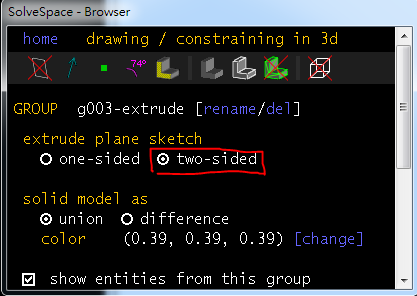 SolveSpace - Browser
home drawing / constraining in 3d
74°
GROUP g003-extrude [rename/del]
extrude plane sketch
one-sided two-sided
solid model as
union difference
color (0.39, 0.39, 0.39) [change]
show entities from this group